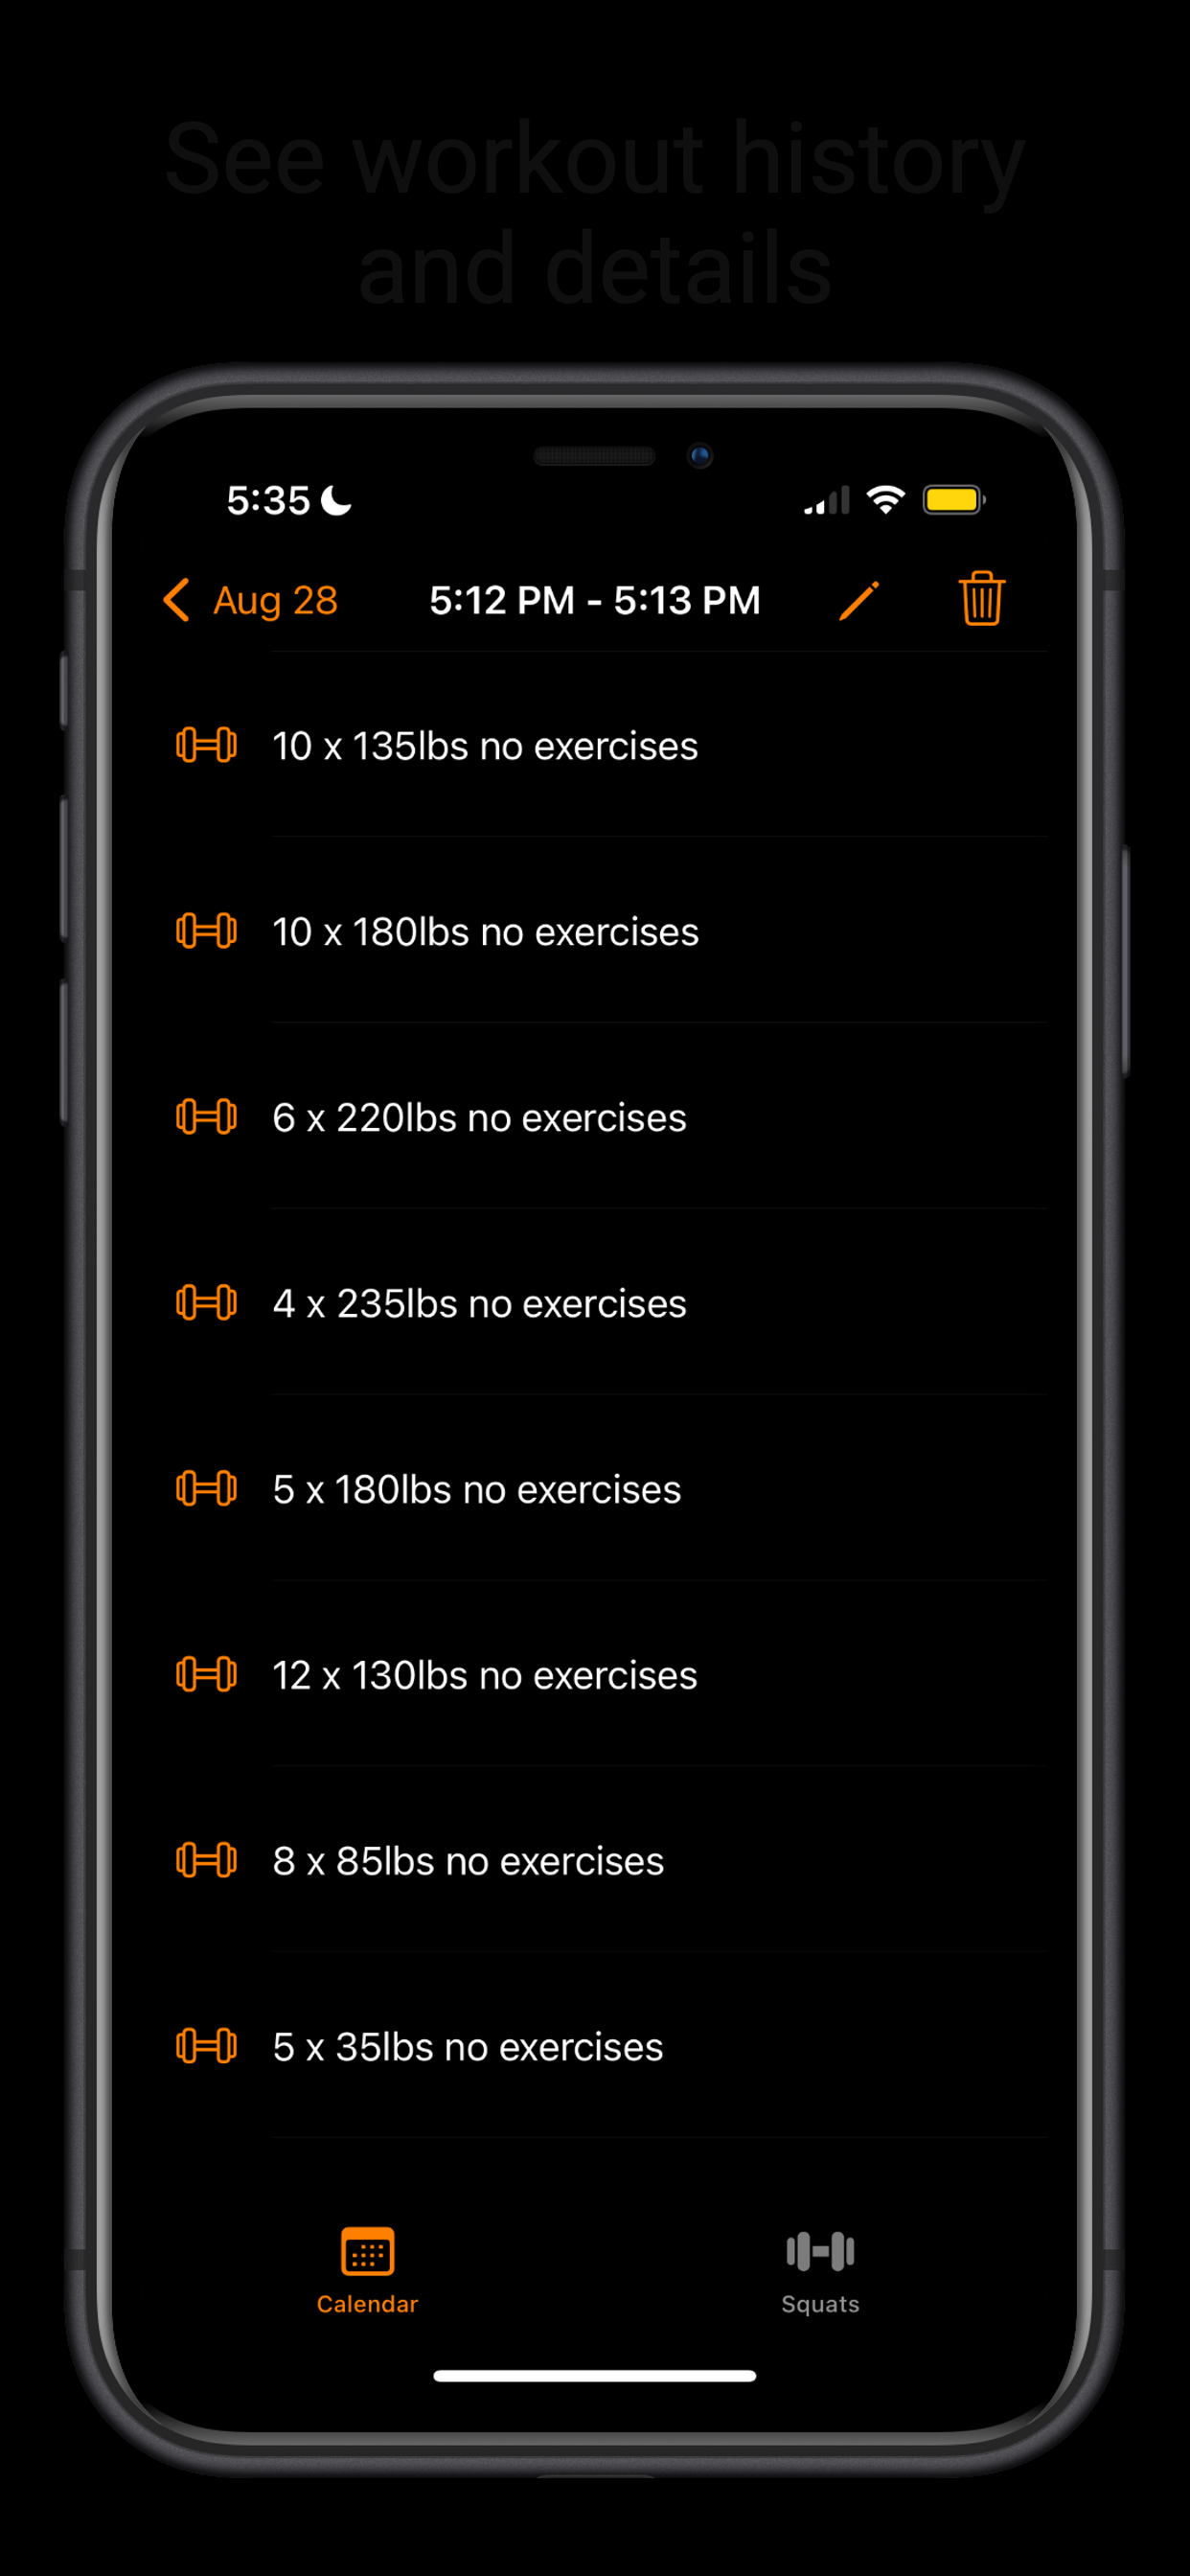 See workout history
and details
5:35
Aug 28
5:12 PM - 5:13 PM
10 x 135lbs no exercises
10 x 180lbs no exercises
6 x 220lbs no exercises
4 x 235lbs no exercises
5 x 180lbs no exercises
12 x 130lbs no exercises
8 x 85lbs no exercises
5 x 35lbs no exercises
Calendar
Squats